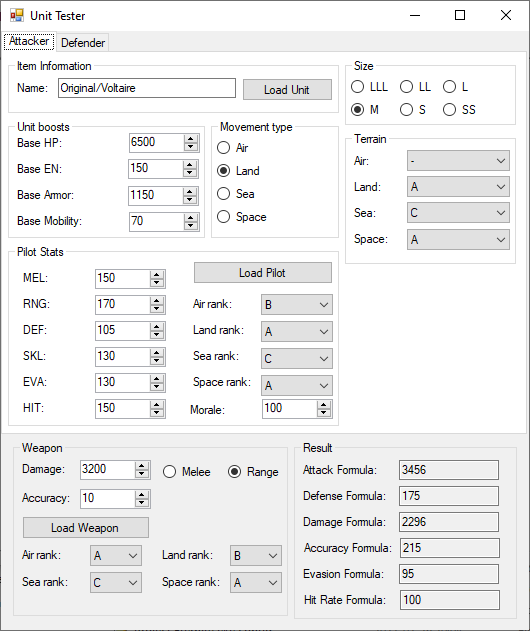 Unit Tester
Attacker Defender
Item Information
Name: Original/Voltaire Load Unit
Size
LLL LL L
M S SS
Unit boosts
Base HP: 6500
Base EN: 150
Base Armor: 1150
Base Mobility: 70
Movement type
Air
Land
Sea
Space
Terrain
Air: -
Land: A
Sea: C
Space: A
Pilot Stats
MEL: 150
RNG: 170
DEF: 105
SKL: 130
EVA: 130
HIT: 150
Load Pilot
Air rank: B
Land rank: A
Sea rank: C
Space rank: A
Morale: 100
Weapon
Damage: 3200 Melee Range
Accuracy: 10
Load Weapon
Air rank: A Land rank: B
Sea rank: C Space rank: A
Result
Attack Formula: 3456
Defense Formula: 175
Damage Formula: 2296
Accuracy Formula: 215
Evasion Formula: 95
Hit Rate Formula: 100